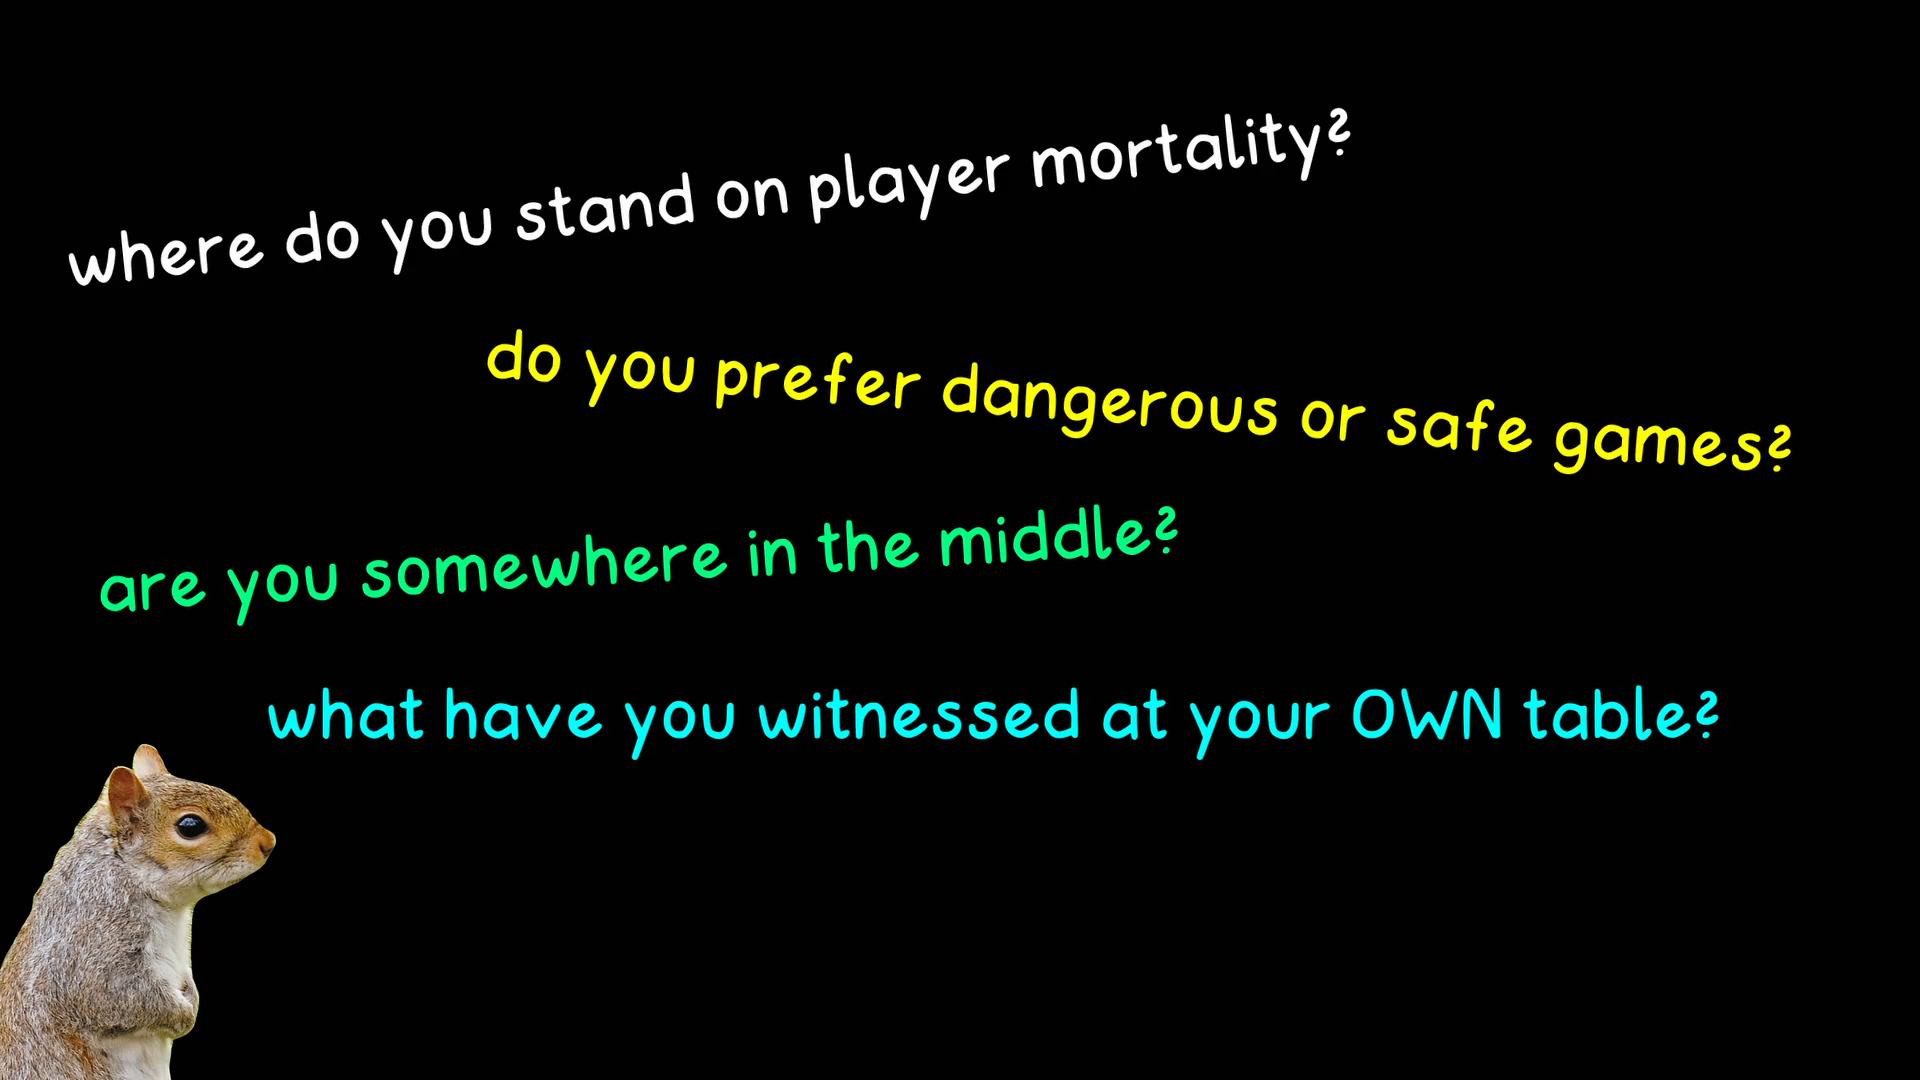 where do you stand on player mortality?
do you prefer dangerous or safe games?
are you somewhere in the middle?
what have you witnessed at your OWN table?